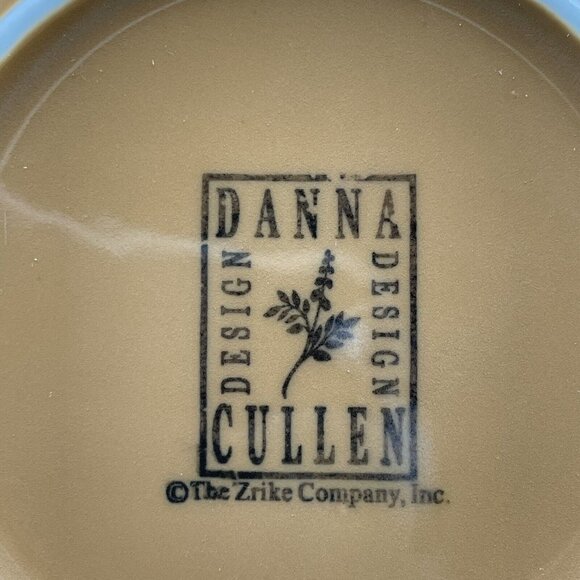 DANNA
DESIGN
DESIGN
CULLEN
©The Zrike Company, Inc.